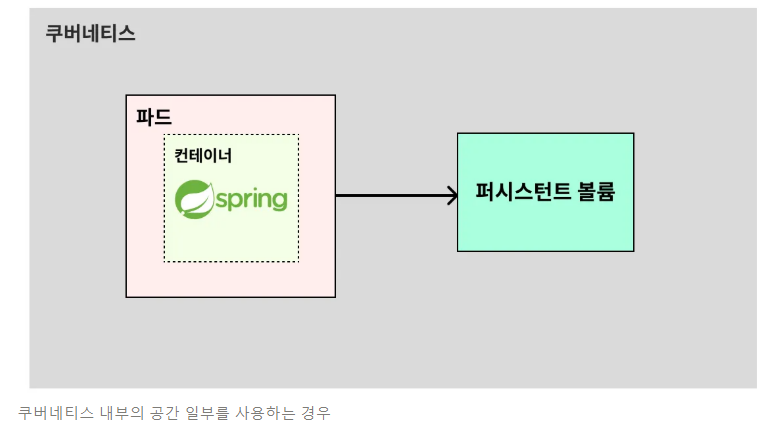 쿠버네티스
파드
컨테이너
spring
퍼시스턴트 볼륨
쿠버네티스 내부의 공간 일부를 사용하는 경우